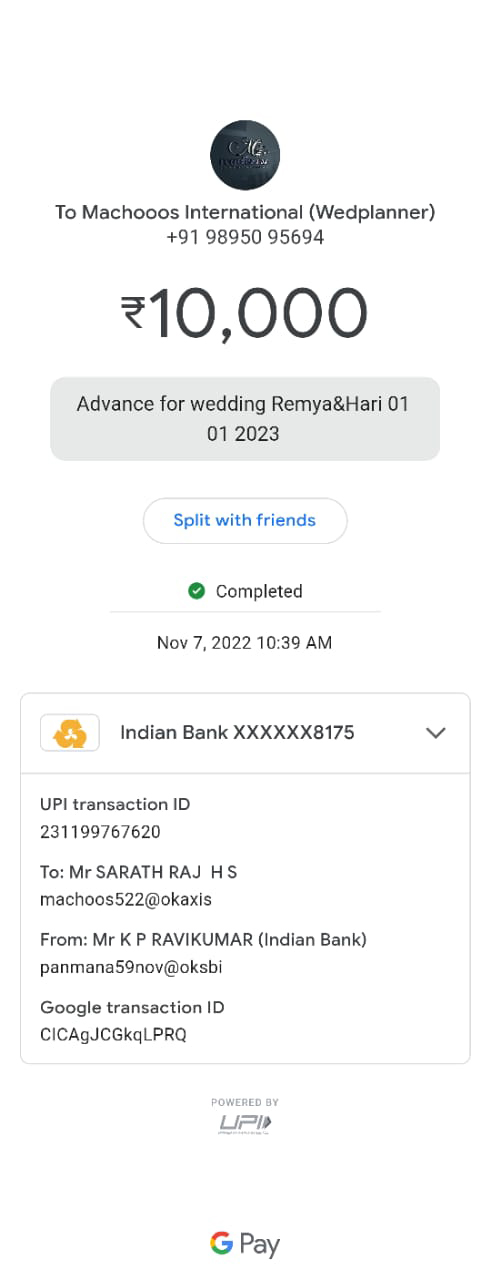 To Machooos International (Wedplanner)
+91 98950 95694
₹10,000
Advance for wedding Remya&Hari 01
01 2023
Split with friends
Completed
Nov 7, 2022 10:39 AM
Indian Bank XXXXXX8175
UPI transaction ID
231199767620
To: Mr SARATH RAJ H S
machoos522@okaxis
From: Mr K P RAVIKUMAR (Indian Bank)
panmana59nov@oksbi
Google transaction ID
CICAgJCGkqLPRQ
POWERED BY
UPI
G Pay